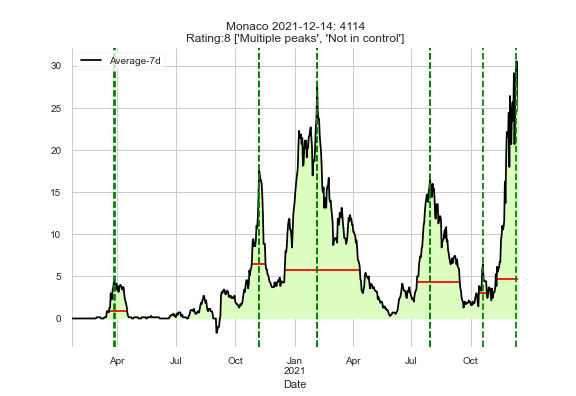 Monaco 2021-12-14: 4114
Rating:8 ['Multiple peaks', 'Not in control']
Average-7d
30
25
20
15
10
5
0
Apr Jul Oct Jan Apr Jul Oct
2021
Date